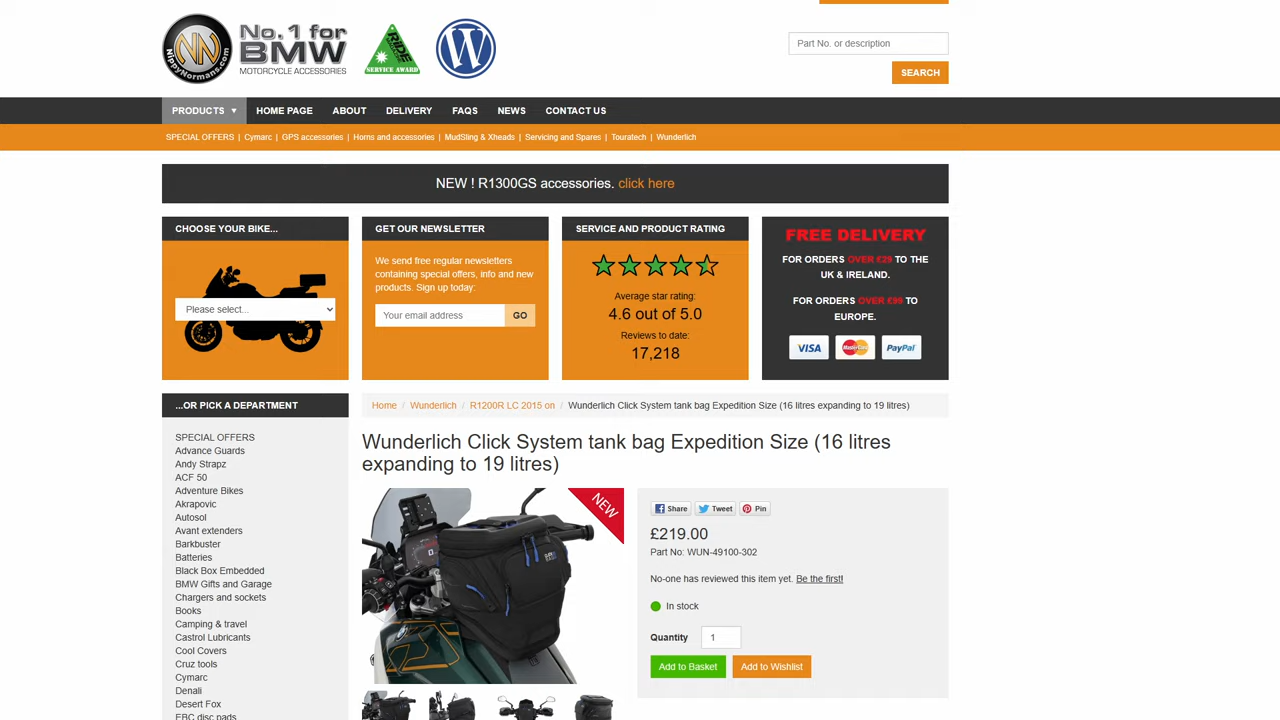 NippyNormans.com
No.1 for
BMW
MOTORCYCLE ACCESSORIES
RiDE
SERVICE AWARD
Part No. or description
SEARCH
PRODUCTS ▼ HOME PAGE ABOUT DELIVERY FAQS NEWS CONTACT US
SPECIAL OFFERS | Cymarc | GPS accessories | Horns and accessories | MudSling & Xheads | Servicing and Spares | Touratech | Wunderlich
NEW ! R1300GS accessories. click here
CHOOSE YOUR BIKE...
Please select...
GET OUR NEWSLETTER
We send free regular newsletters
containing special offers, info and new
products. Sign up today:
Your email address GO
SERVICE AND PRODUCT RATING
Average star rating:
4.6 out of 5.0
Reviews to date:
17,218
FREE DELIVERY
FOR ORDERS OVER £29 TO THE
UK & IRELAND.
FOR ORDERS OVER £99 TO
EUROPE.
VISA MasterCard PayPal
...OR PICK A DEPARTMENT
SPECIAL OFFERS
Advance Guards
Andy Strapz
ACF 50
Adventure Bikes
Akrapovic
Autosol
Avant extenders
Barkbuster
Batteries
Black Box Embedded
BMW Gifts and Garage
Chargers and sockets
Books
Camping & travel
Castrol Lubricants
Cool Covers
Cruz tools
Cymarc
Denali
Desert Fox
EBC disc pads
Home / Wunderlich / R1200R LC 2015 on / Wunderlich Click System tank bag Expedition Size (16 litres expanding to 19 litres)
Wunderlich Click System tank bag Expedition Size (16 litres
expanding to 19 litres)
NEW
Share Tweet Pin
£219.00
Part No: WUN-49100-302
No-one has reviewed this item yet. Be the first!
In stock
Quantity 1
Add to Basket Add to Wishlist